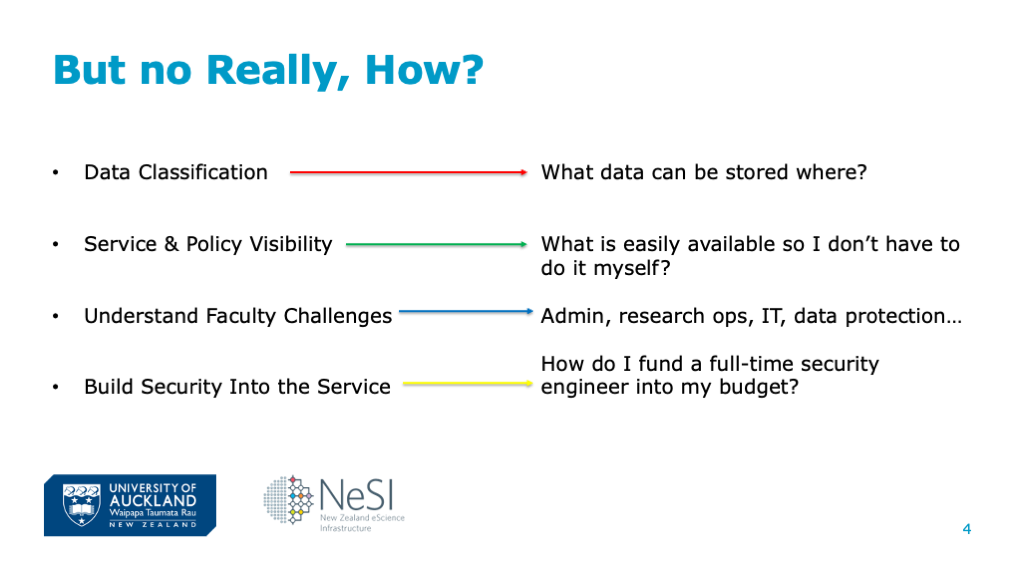 But no Really, How?
• Data Classification
What data can be stored where?
• Service & Policy Visibility
What is easily available so I don’t have to
do it myself?
• Understand Faculty Challenges
Admin, research ops, IT, data protection…
• Build Security Into the Service
How do I fund a full-time security
engineer into my budget?
UNIVERSITY OF
AUCKLAND
Waipapa Taumata Rau
NEW ZEALAND
NeSI
New Zealand eScience
Infrastructure
4